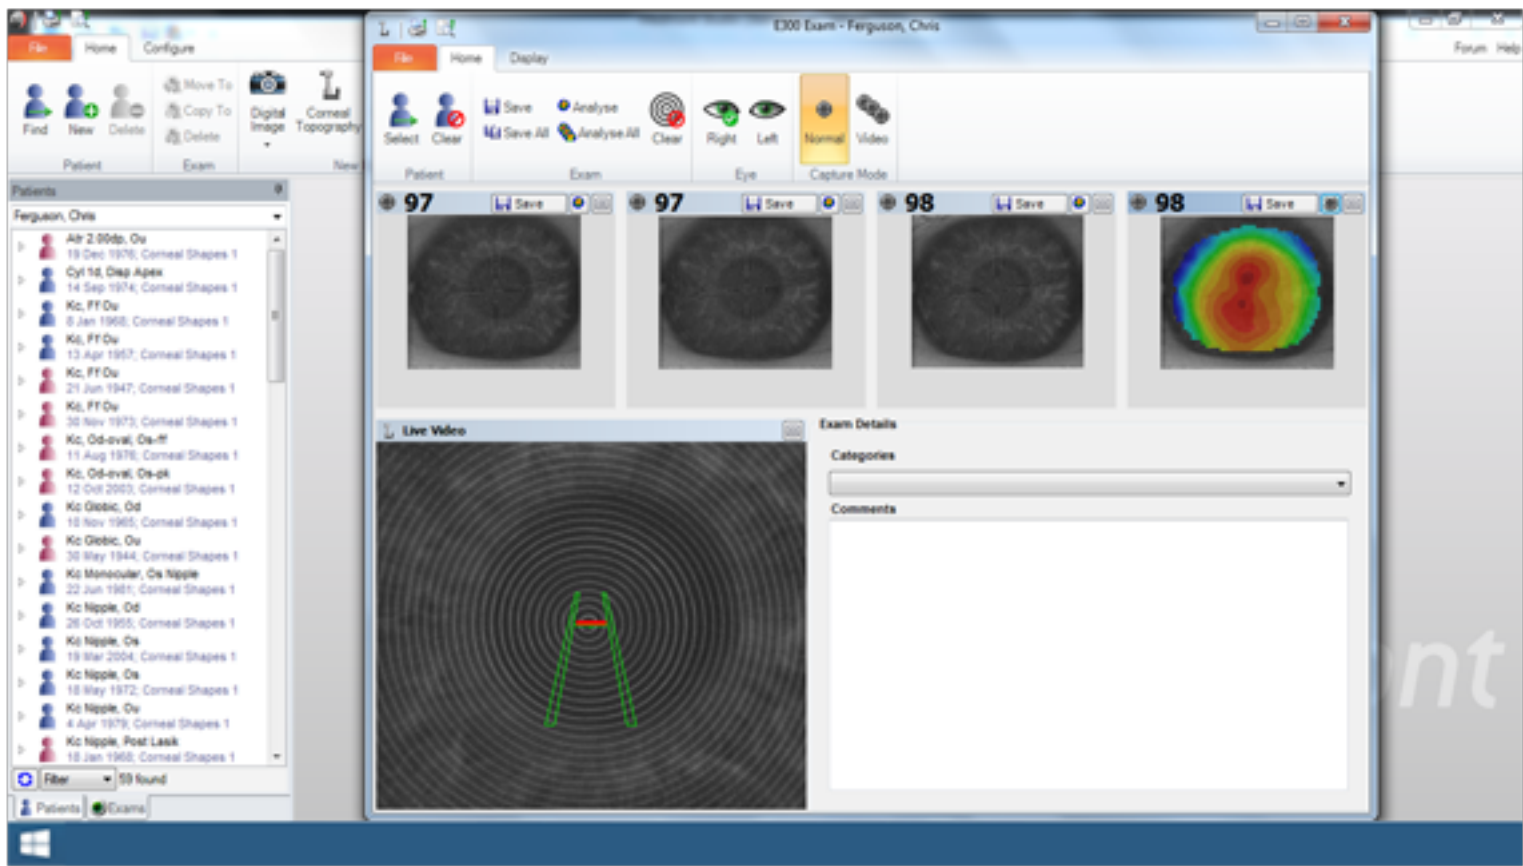 E300 Exam - Ferguson, Chris
File
Home
Configure
Forum Help
File
Home
Display
Find
New
Delete
Move To
Copy To
Delete
Digital Image
Corneal Topography
Patient
Exam
New
Select
Clear
Save
Save All
Analyse
Analyse All
Clear
Right
Left
Normal
Video
Patient
Exam
Eye
Capture Mode
Patients
Ferguson, Chris
Atr 2.00dp, Ou
19 Dec 1976; Corneal Shapes 1
Cyl 1d, Disp Apex
14 Sep 1974; Corneal Shapes 1
Kc, Ff Ou
8 Jan 1968; Corneal Shapes 1
Kc, Ff Ou
13 Apr 1957; Corneal Shapes 1
Kc, Ff Ou
21 Jun 1947; Corneal Shapes 1
Kc, Ff Ou
30 Nov 1973; Corneal Shapes 1
Kc, Od-oval, Os-ff
11 Aug 1976; Corneal Shapes 1
Kc, Od-oval, Os-pk
12 Oct 2003; Corneal Shapes 1
Kc Globic, Od
10 Nov 1965; Corneal Shapes 1
Kc Globic, Ou
30 May 1944; Corneal Shapes 1
Kc Monocular, Os Nipple
22 Jun 1981; Corneal Shapes 1
Kc Nipple, Od
26 Oct 1955; Corneal Shapes 1
Kc Nipple, Os
19 Mar 2004; Corneal Shapes 1
Kc Nipple, Os
18 May 1972; Corneal Shapes 1
Kc Nipple, Ou
4 Apr 1979; Corneal Shapes 1
Kc Nipple, Post Lasik
18 Jan 1968; Corneal Shapes 1
Filter
59 found
Patients
Exams
97
Save
97
Save
98
Save
98
Save
Live Video
Exam Details
Categories
Comments
nt